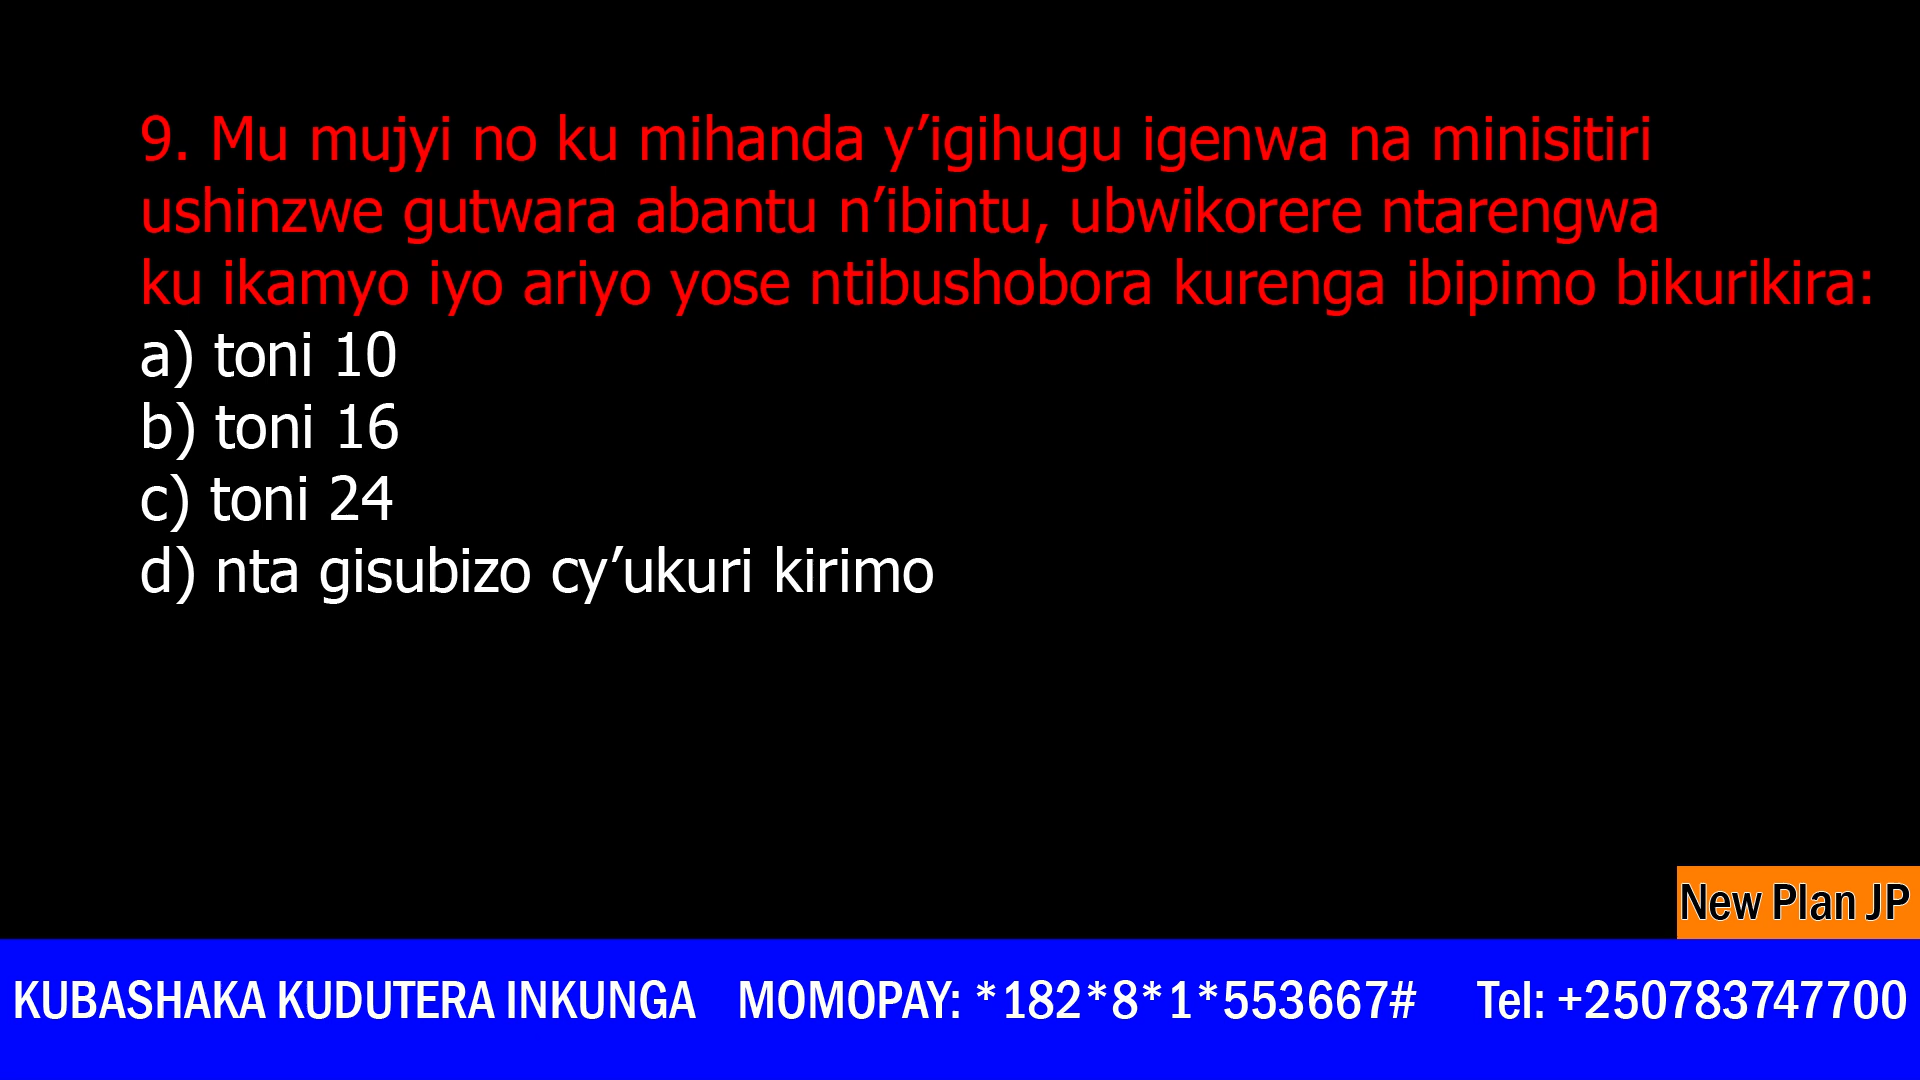 9. Mu mujyi no ku mihanda y’igihugu igenwa na minisitiri
ushinzwe gutwara abantu n’ibintu, ubwikorere ntarengwa
ku ikamyo iyo ariyo yose ntibushobora kurenga ibipimo bikurikira:
a) toni 10
b) toni 16
c) toni 24
d) nta gisubizo cy’ukuri kirimo
New Plan JP
KUBASHAKA KUDUTERA INKUNGA MOMOPAY: *182*8*1*553667# Tel: +250783747700